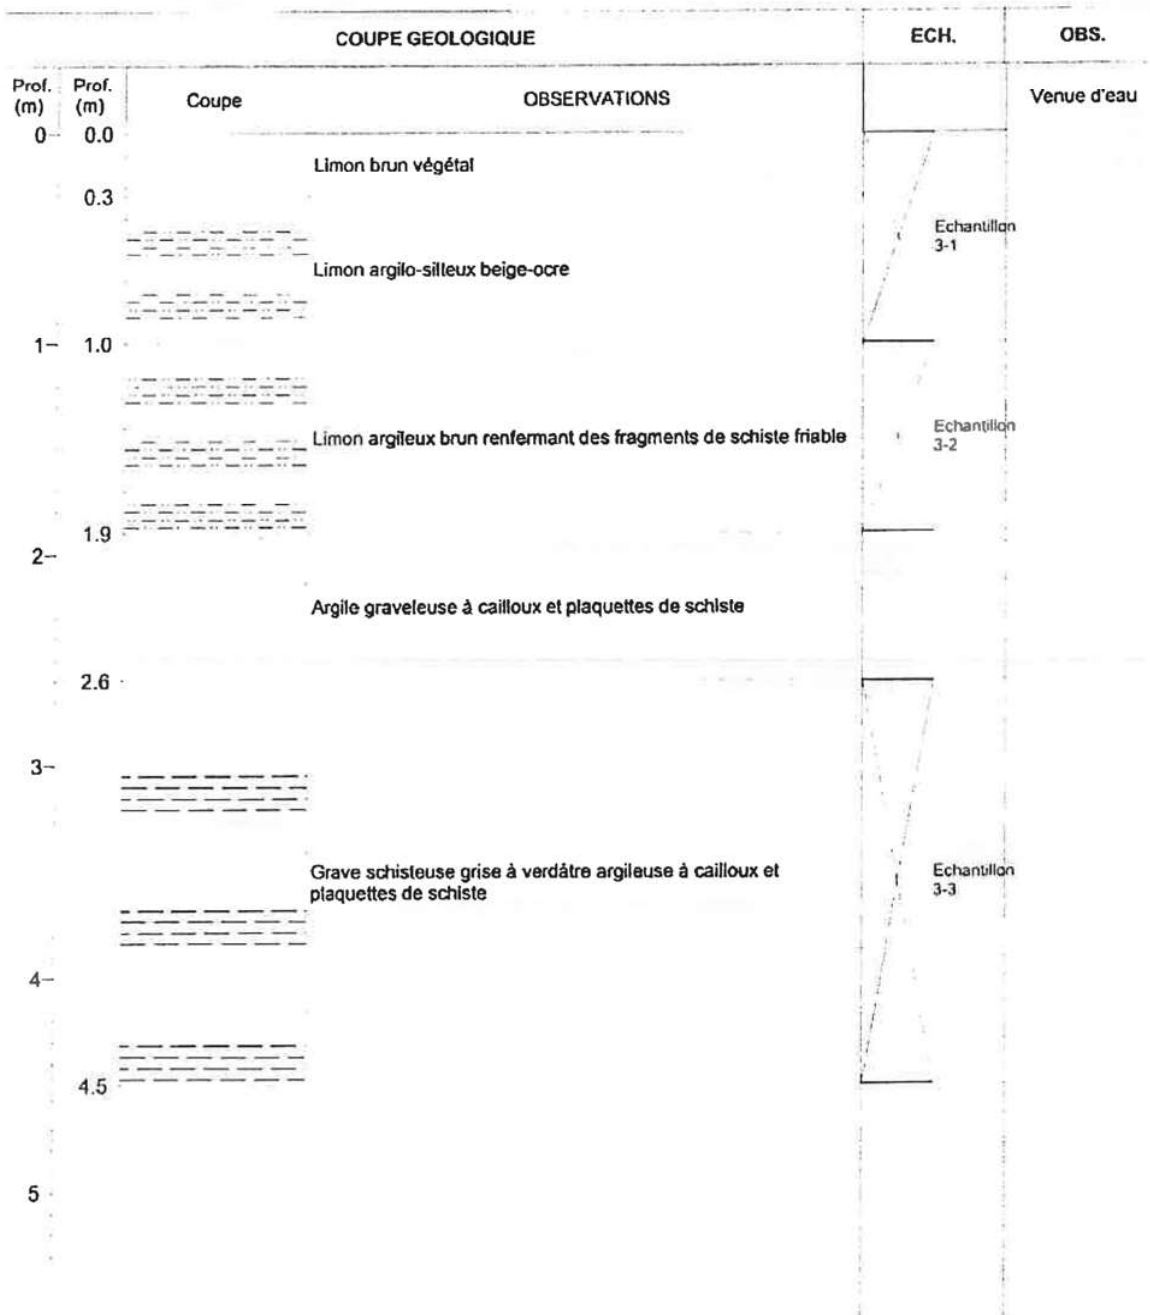 COUPE GEOLOGIQUE ECH. OBS.
Prof. (m) Prof. (m) Coupe OBSERVATIONS Venue d'eau
0 0.0
Limon brun végétal
0.3
Echantillon
3-1
Limon argilo-silteux beige-ocre
1 1.0
Limon argileux brun renfermant des fragments de schiste friable
Echantillon
3-2
1.9
2
Argile graveleuse à cailloux et plaquettes de schiste
2.6
3
Grave schisteuse grise à verdâtre argileuse à cailloux et
plaquettes de schiste
Echantillon
3-3
4
4.5
5